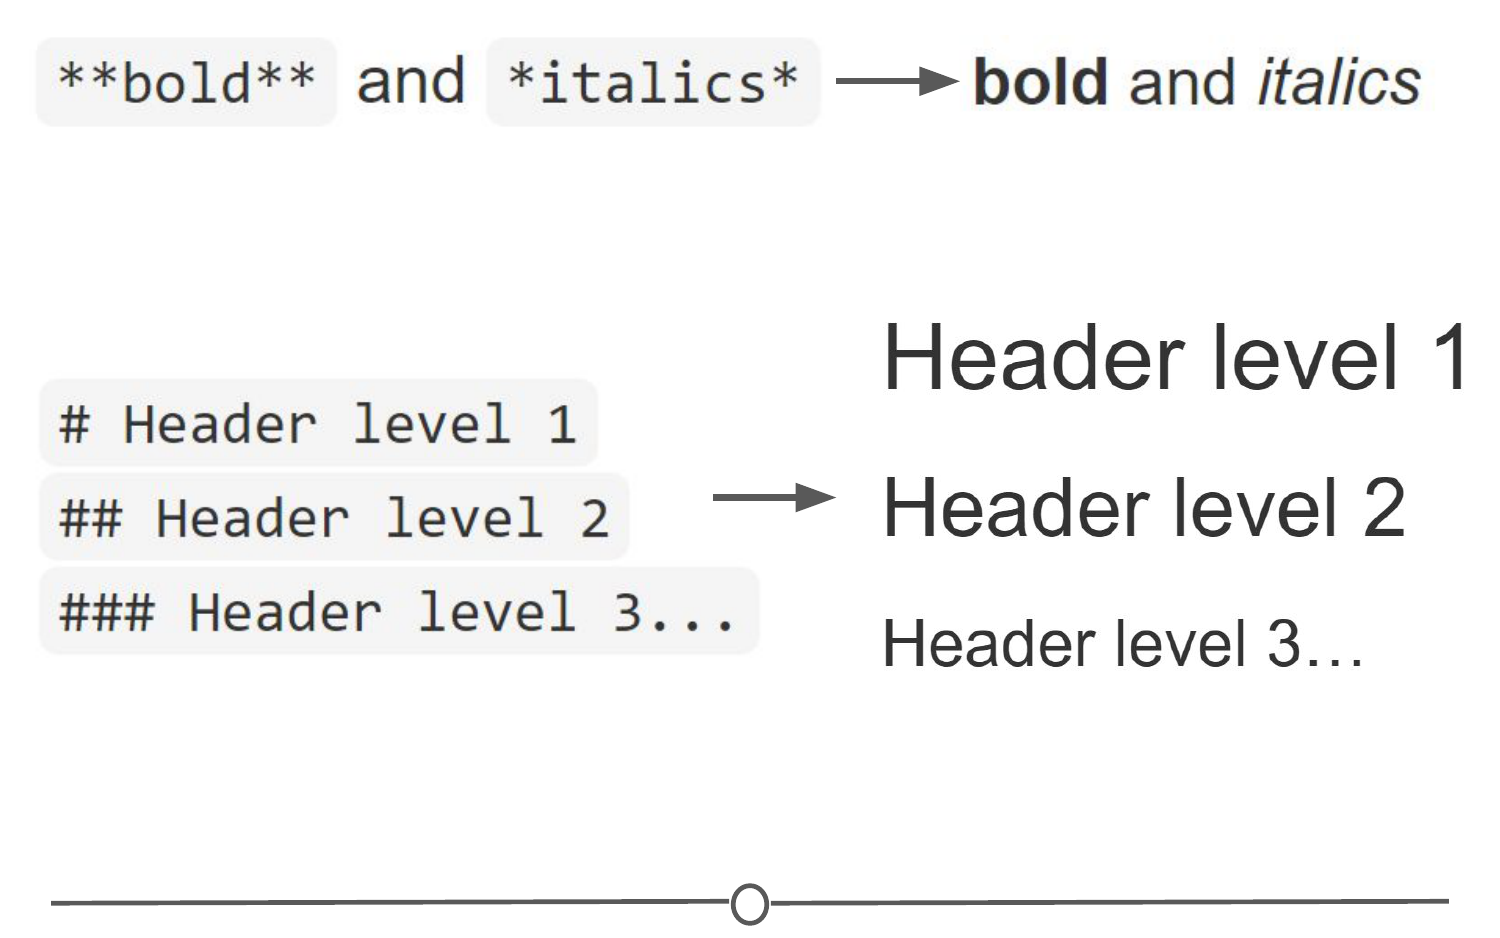 **bold** and *italics* bold and italics
# Header level 1
## Header level 2
### Header level 3...
Header level 1
Header level 2
Header level 3...